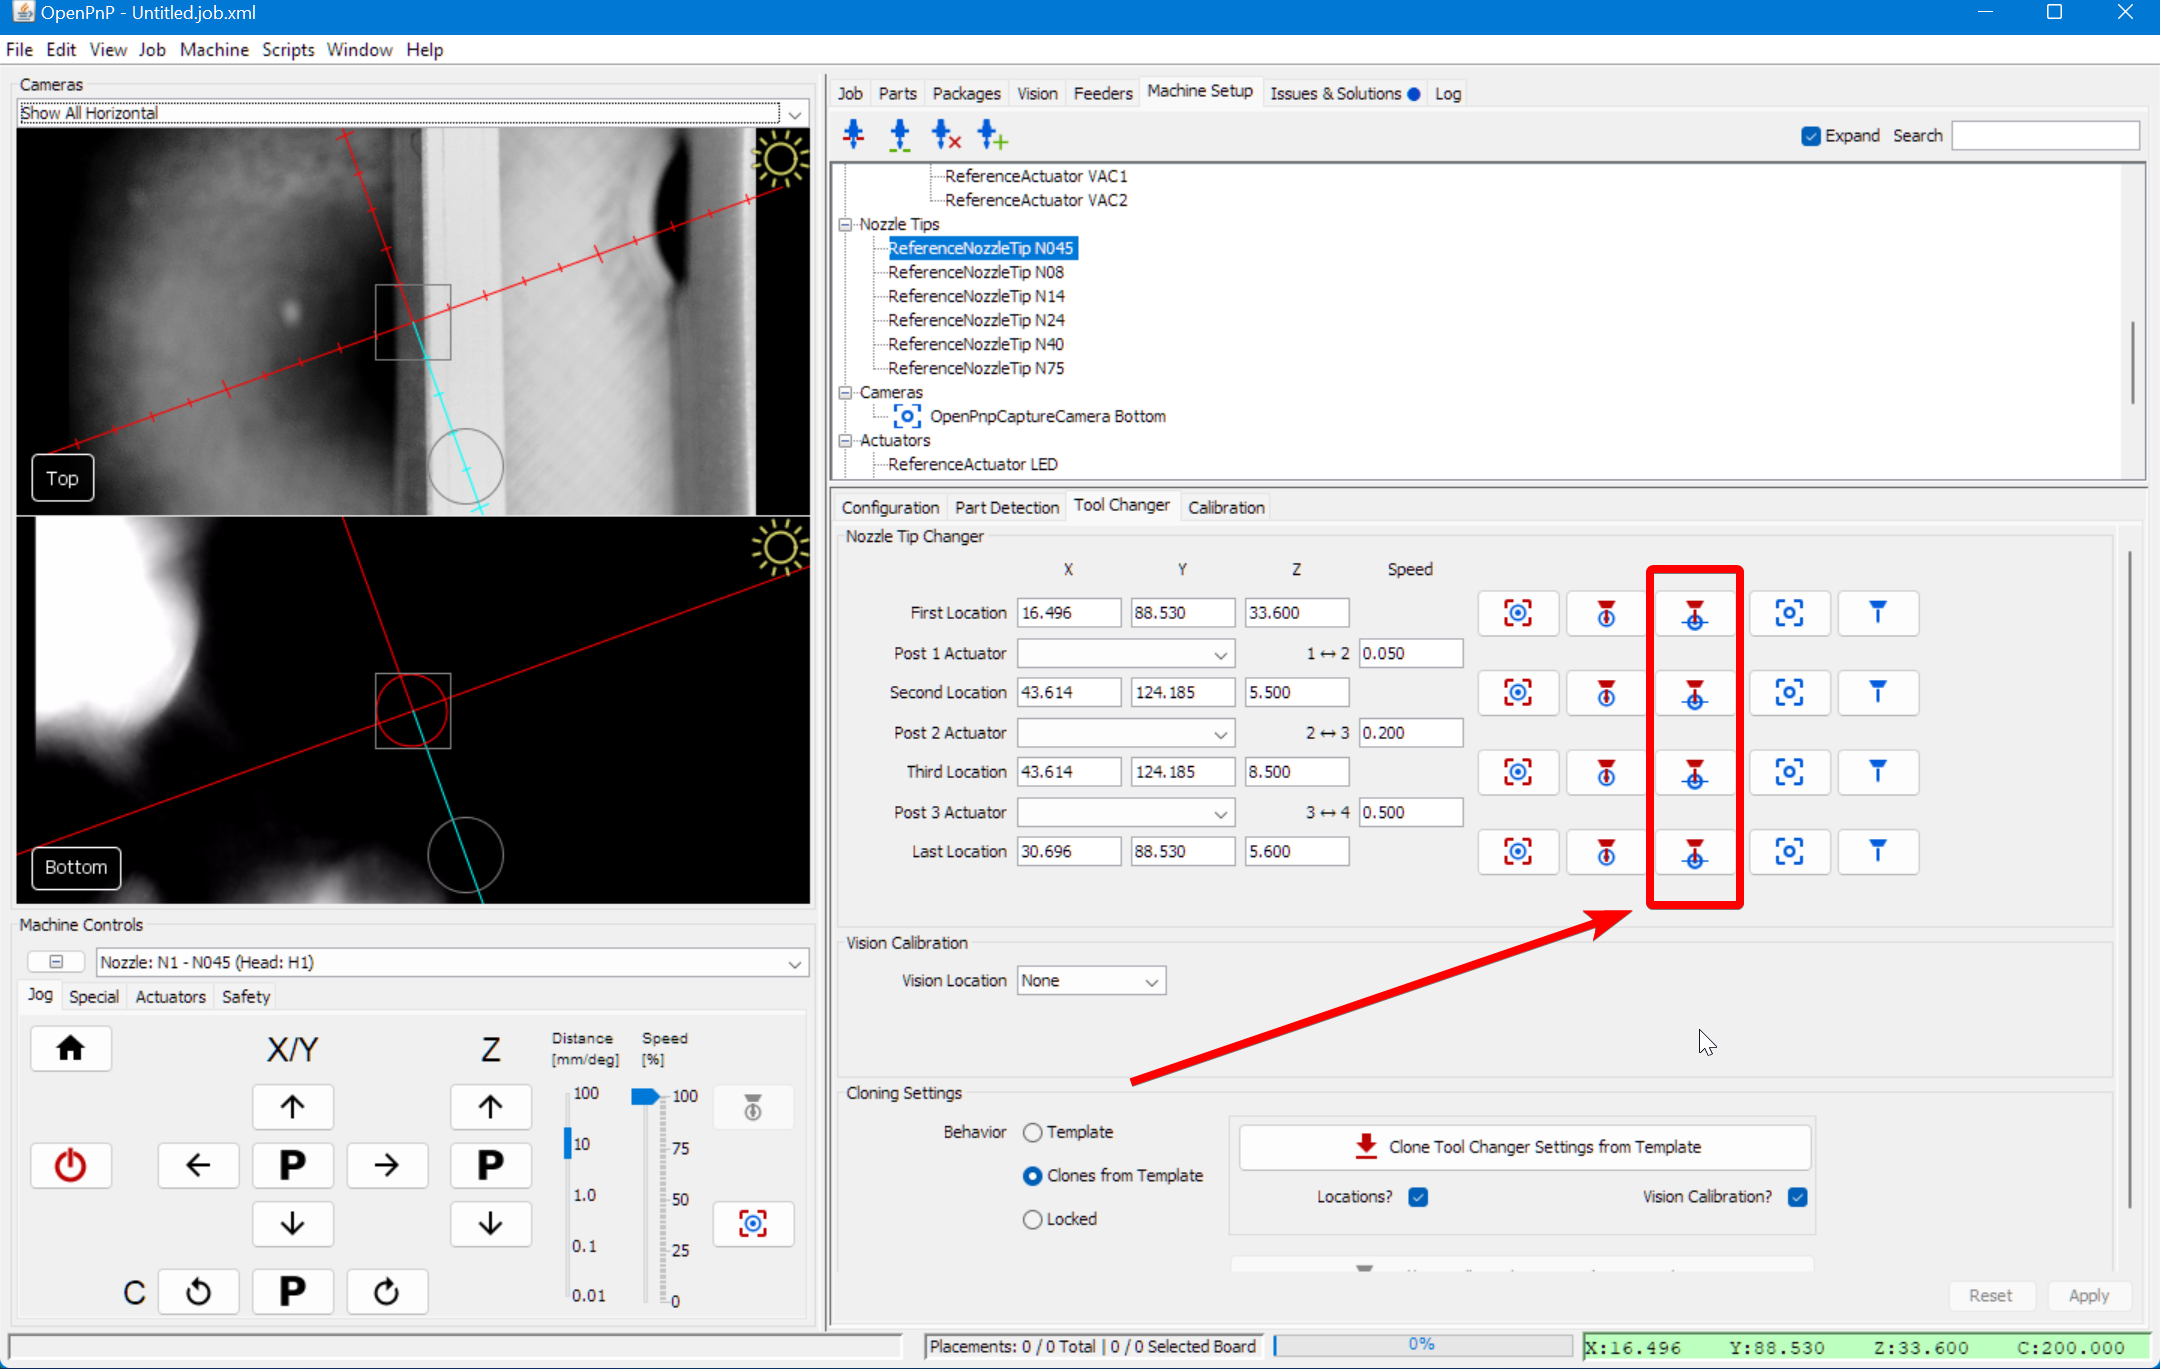 OpenPnP - Untitled.job.xml
File Edit View Job Machine Scripts Window Help
Cameras
Show All Horizontal
Top
Bottom
Machine Controls
Nozzle: N1 - N045 (Head: H1)
Jog Special Actuators Safety
X/Y Z Distance [mm/deg] Speed [%]
100 100
10 75
P P
1.0 50
0.1 25
0.01 0
C P
Job Parts Packages Vision Feeders Machine Setup Issues & Solutions Log
Expand Search
ReferenceActuator VAC1
ReferenceActuator VAC2
Nozzle Tips
ReferenceNozzleTip N045
ReferenceNozzleTip N08
ReferenceNozzleTip N14
ReferenceNozzleTip N24
ReferenceNozzleTip N40
ReferenceNozzleTip N75
Cameras
OpenPnpCaptureCamera Bottom
Actuators
ReferenceActuator LED
Configuration Part Detection Tool Changer Calibration
Nozzle Tip Changer
X Y Z Speed
First Location 16.496 88.530 33.600
Post 1 Actuator 1 ↔ 2 0.050
Second Location 43.614 124.185 5.500
Post 2 Actuator 2 ↔ 3 0.200
Third Location 43.614 124.185 8.500
Post 3 Actuator 3 ↔ 4 0.500
Last Location 30.696 88.530 5.600
Vision Calibration
Vision Location None
Cloning Settings
Behavior Template
Clones from Template
Locked
Clone Tool Changer Settings from Template
Locations? Vision Calibration?
Reset Apply
Placements: 0 / 0 Total | 0 / 0 Selected Board 0% X:16.496 Y:88.530 Z:33.600 C:200.000